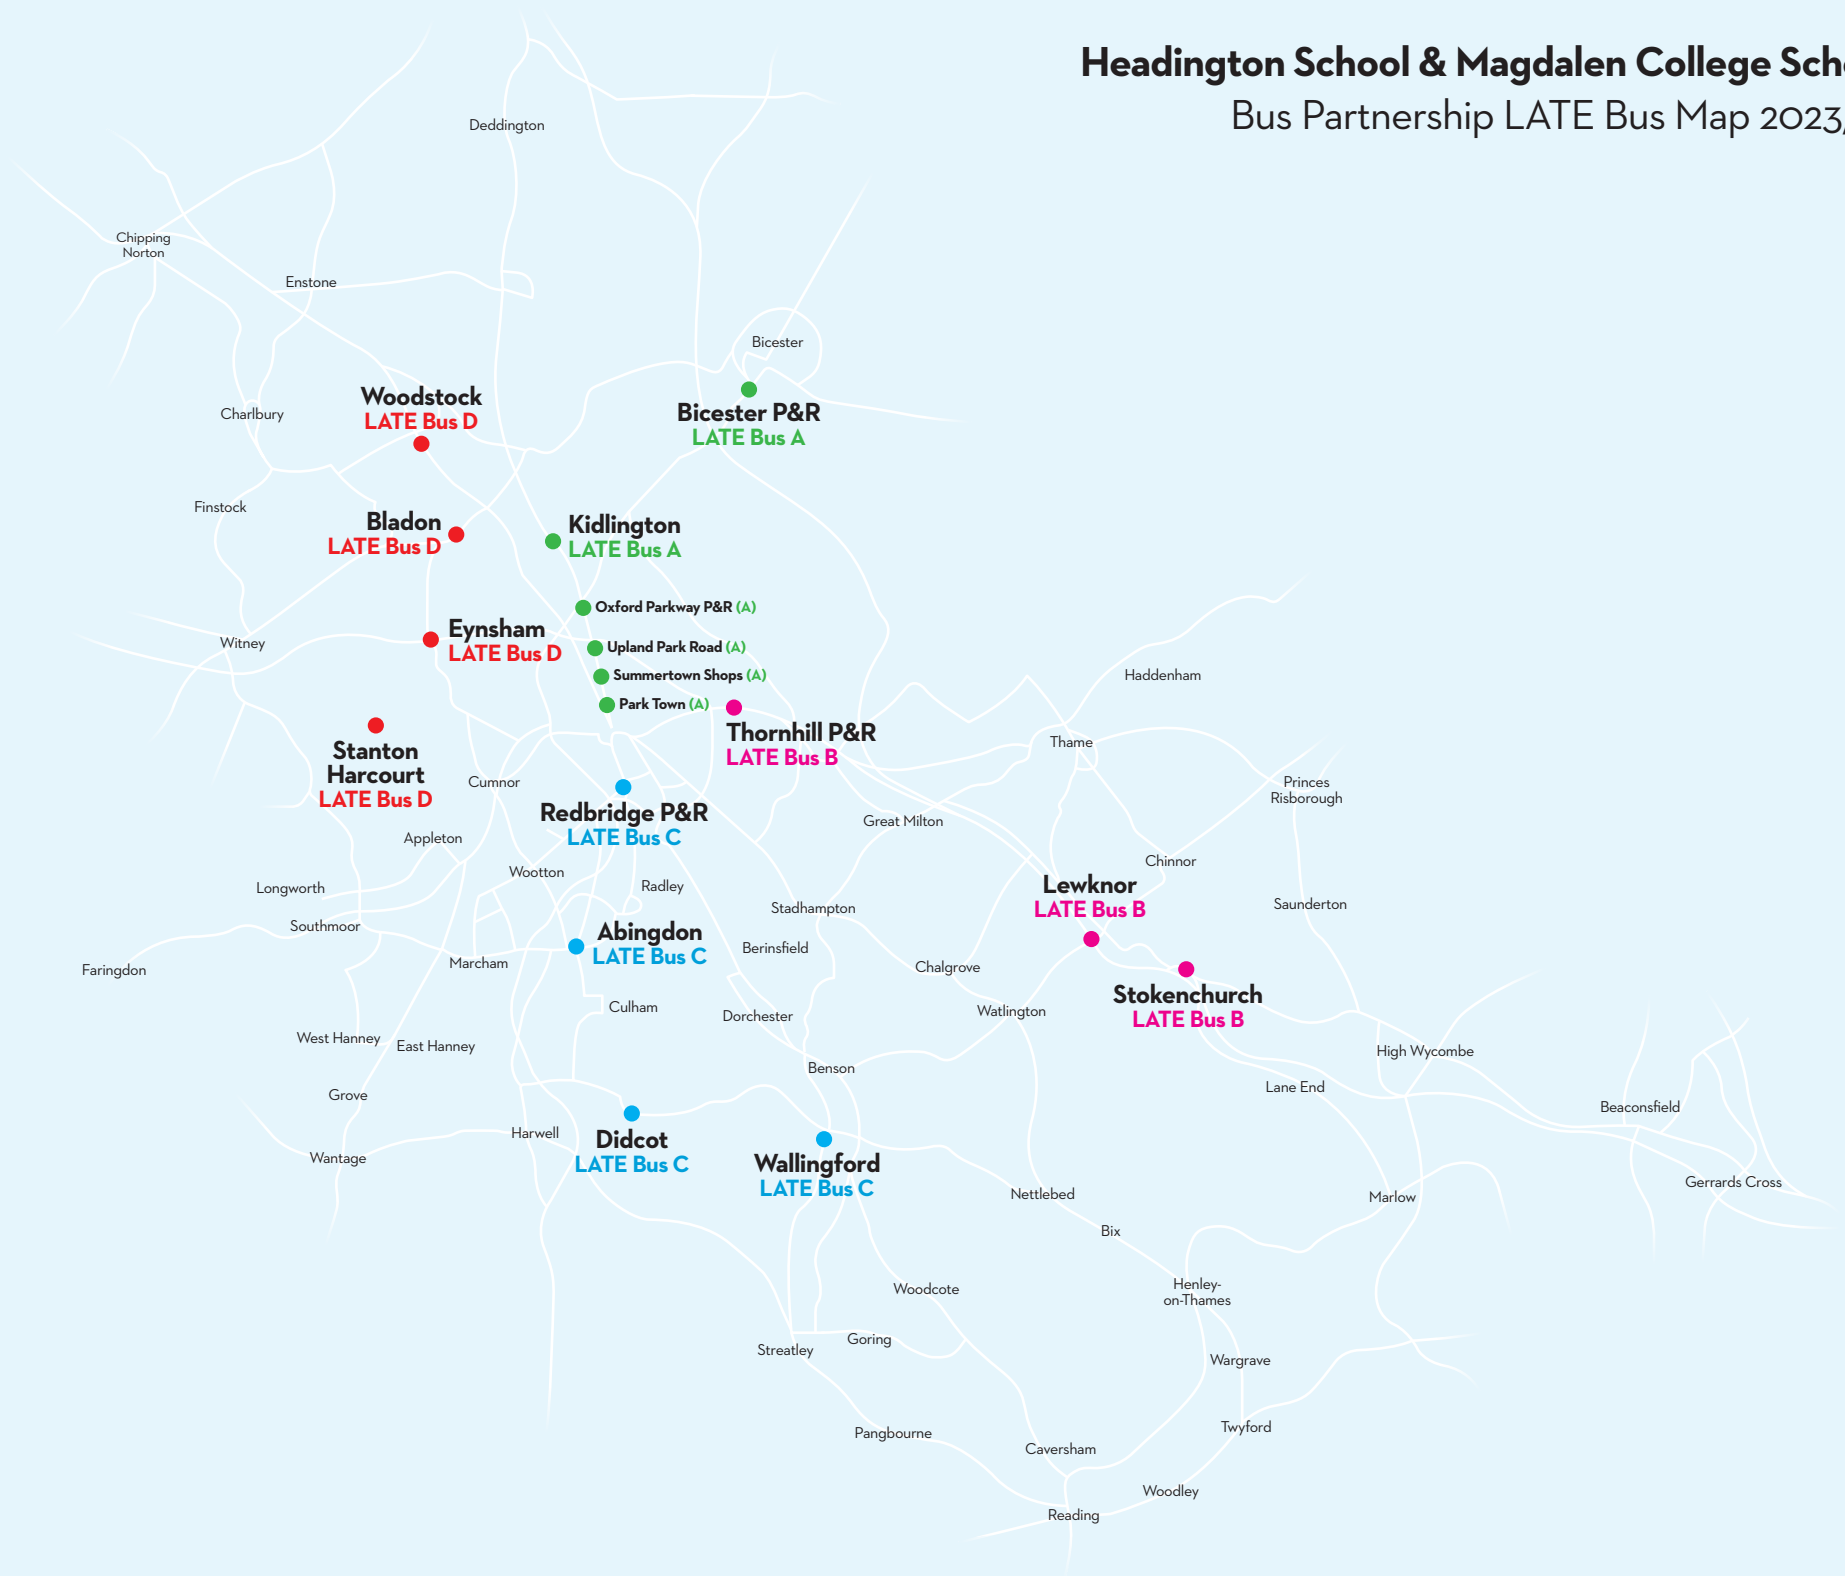 Headington School & Magdalen College Sch
Bus Partnership LATE Bus Map 2023/
Deddington
Chipping
Norton
Enstone
Bicester
Woodstock
LATE Bus D
Charlbury
Bicester P&R
LATE Bus A
Finstock
Bladon
LATE Bus D
Kidlington
LATE Bus A
Oxford Parkway P&R (A)
Eynsham
LATE Bus D
Witney
Upland Park Road (A)
Summertown Shops (A)
Haddenham
Park Town (A)
Thornhill P&R
LATE Bus B
Thame
Stanton
Harcourt
LATE Bus D
Cumnor
Princes
Risborough
Redbridge P&R
LATE Bus C
Great Milton
Appleton
Chinnor
Wootton
Longworth
Radley
Lewknor
LATE Bus B
Stadhampton
Saunderton
Southmoor
Abingdon
LATE Bus C
Berinsfield
Faringdon
Marcham
Chalgrove
Stokenchurch
LATE Bus B
Culham
Dorchester
Watlington
West Hanney
East Hanney
High Wycombe
Benson
Lane End
Grove
Beaconsfield
Harwell
Didcot
LATE Bus C
Wantage
Wallingford
LATE Bus C
Gerrards Cross
Nettlebed
Marlow
Bix
Woodcote
Henley-
on-Thames
Goring
Streatley
Wargrave
Pangbourne
Twyford
Caversham
Woodley
Reading